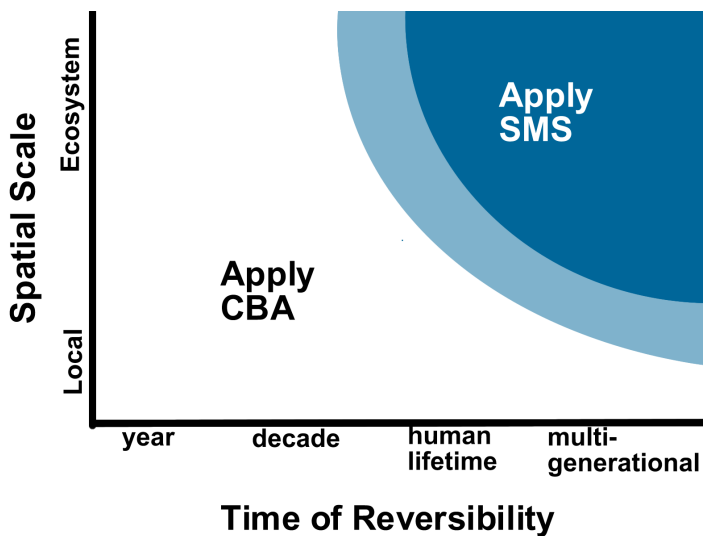 Spatial Scale
Ecosystem
Local
Apply
SMS
Apply
CBA
year
decade
human
lifetime
multi-
generational
Time of Reversibility